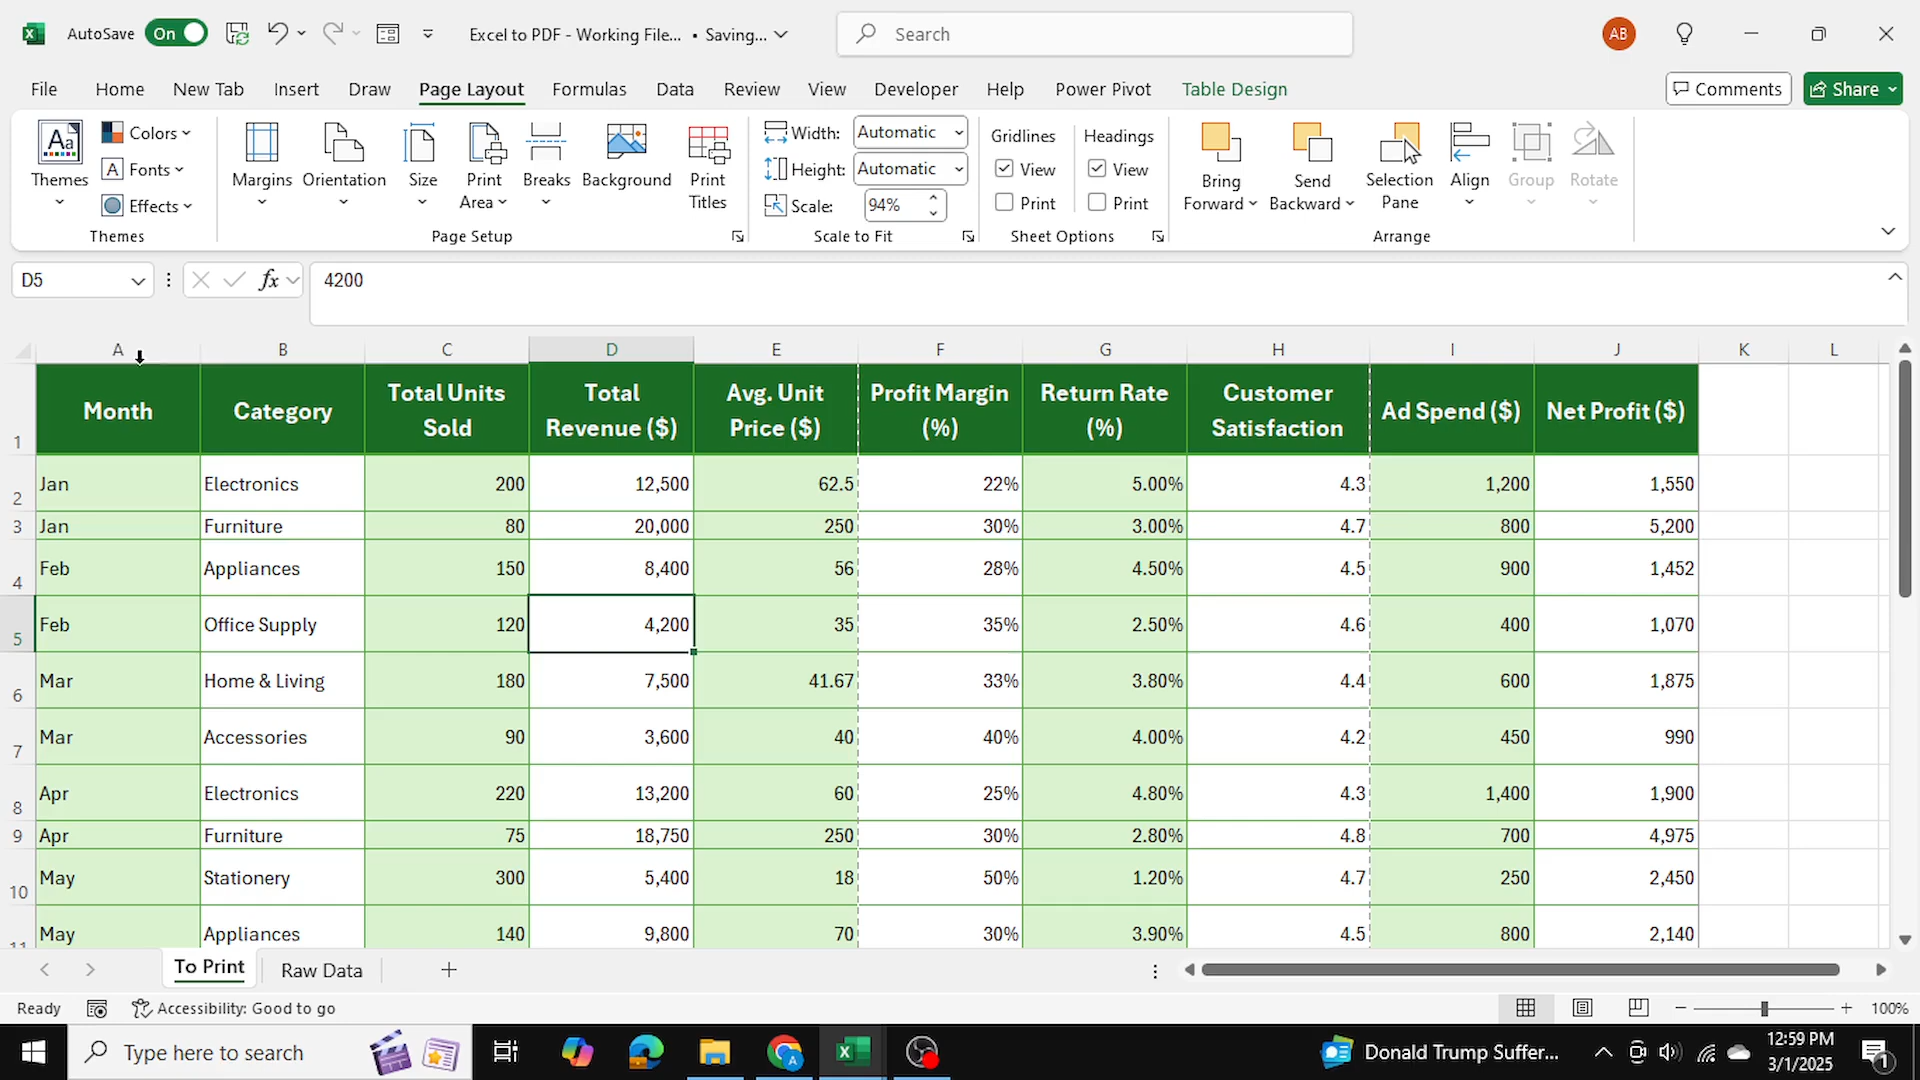 AutoSave On Excel to PDF - Working File... • Saving... Search AB
File Home New Tab Insert Draw Page Layout Formulas Data Review View Developer Help Power Pivot Table Design Comments Share
Aa Themes Colors Fonts Effects Themes
Margins Orientation Size Print Area Breaks Background Print Titles Page Setup
Width: Automatic
Height: Automatic
Scale: 94%
Scale to Fit
Gridlines View Print Headings View Print Sheet Options
Bring Forward Send Backward Selection Pane Align Group Rotate Arrange
D5 fx 4200
A B C D E F G H I J K L
1 Month Category Total Units Sold Total Revenue ($) Avg. Unit Price ($) Profit Margin (%) Return Rate (%) Customer Satisfaction Ad Spend ($) Net Profit ($)
2 Jan Electronics 200 12,500 62.5 22% 5.00% 4.3 1,200 1,550
3 Jan Furniture 80 20,000 250 30% 3.00% 4.7 800 5,200
4 Feb Appliances 150 8,400 56 28% 4.50% 4.5 900 1,452
5 Feb Office Supply 120 4,200 35 35% 2.50% 4.6 400 1,070
6 Mar Home & Living 180 7,500 41.67 33% 3.80% 4.4 600 1,875
7 Mar Accessories 90 3,600 40 40% 4.00% 4.2 450 990
8 Apr Electronics 220 13,200 60 25% 4.80% 4.3 1,400 1,900
9 Apr Furniture 75 18,750 250 30% 2.80% 4.8 700 4,975
10 May Stationery 300 5,400 18 50% 1.20% 4.7 250 2,450
11 May Appliances 140 9,800 70 30% 3.90% 4.5 800 2,140
To Print Raw Data
Ready Accessibility: Good to go 100%
Type here to search Donald Trump Suffer... 12:59 PM
3/1/2025 1